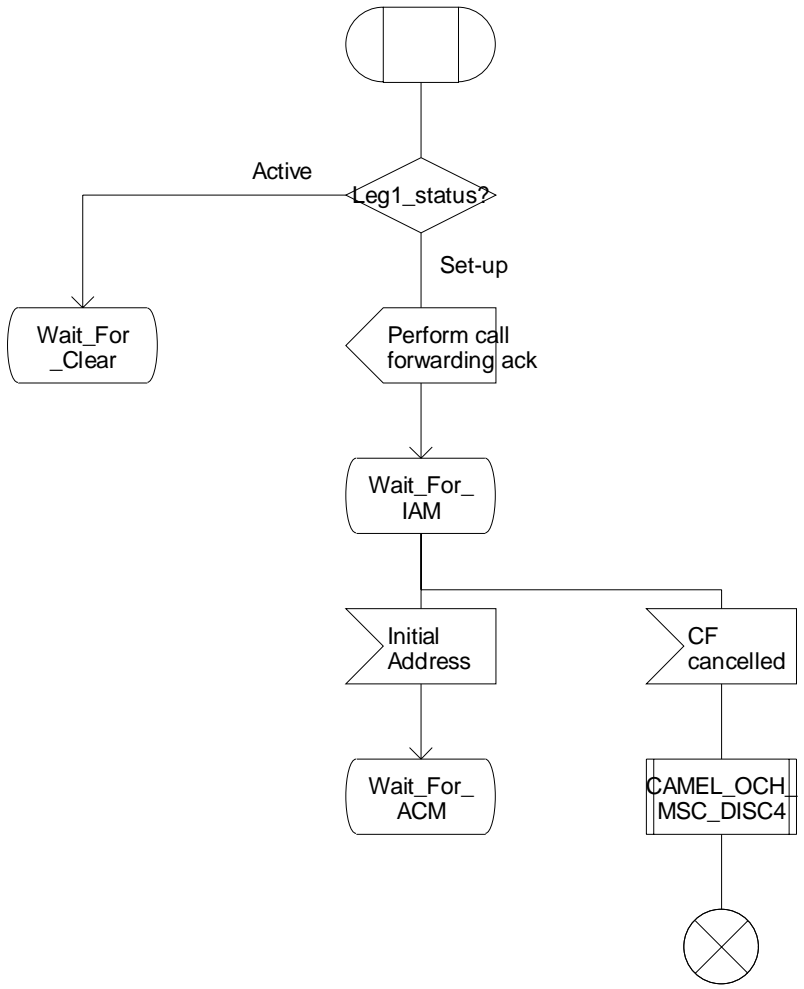 Active
Leg1_status?
Set-up
Wait_For
_Clear
Perform call
forwarding ack
Wait_For_
IAM
Initial
Address
CF
cancelled
Wait_For_
ACM
CAMEL_OCH_
MSC_DISC4